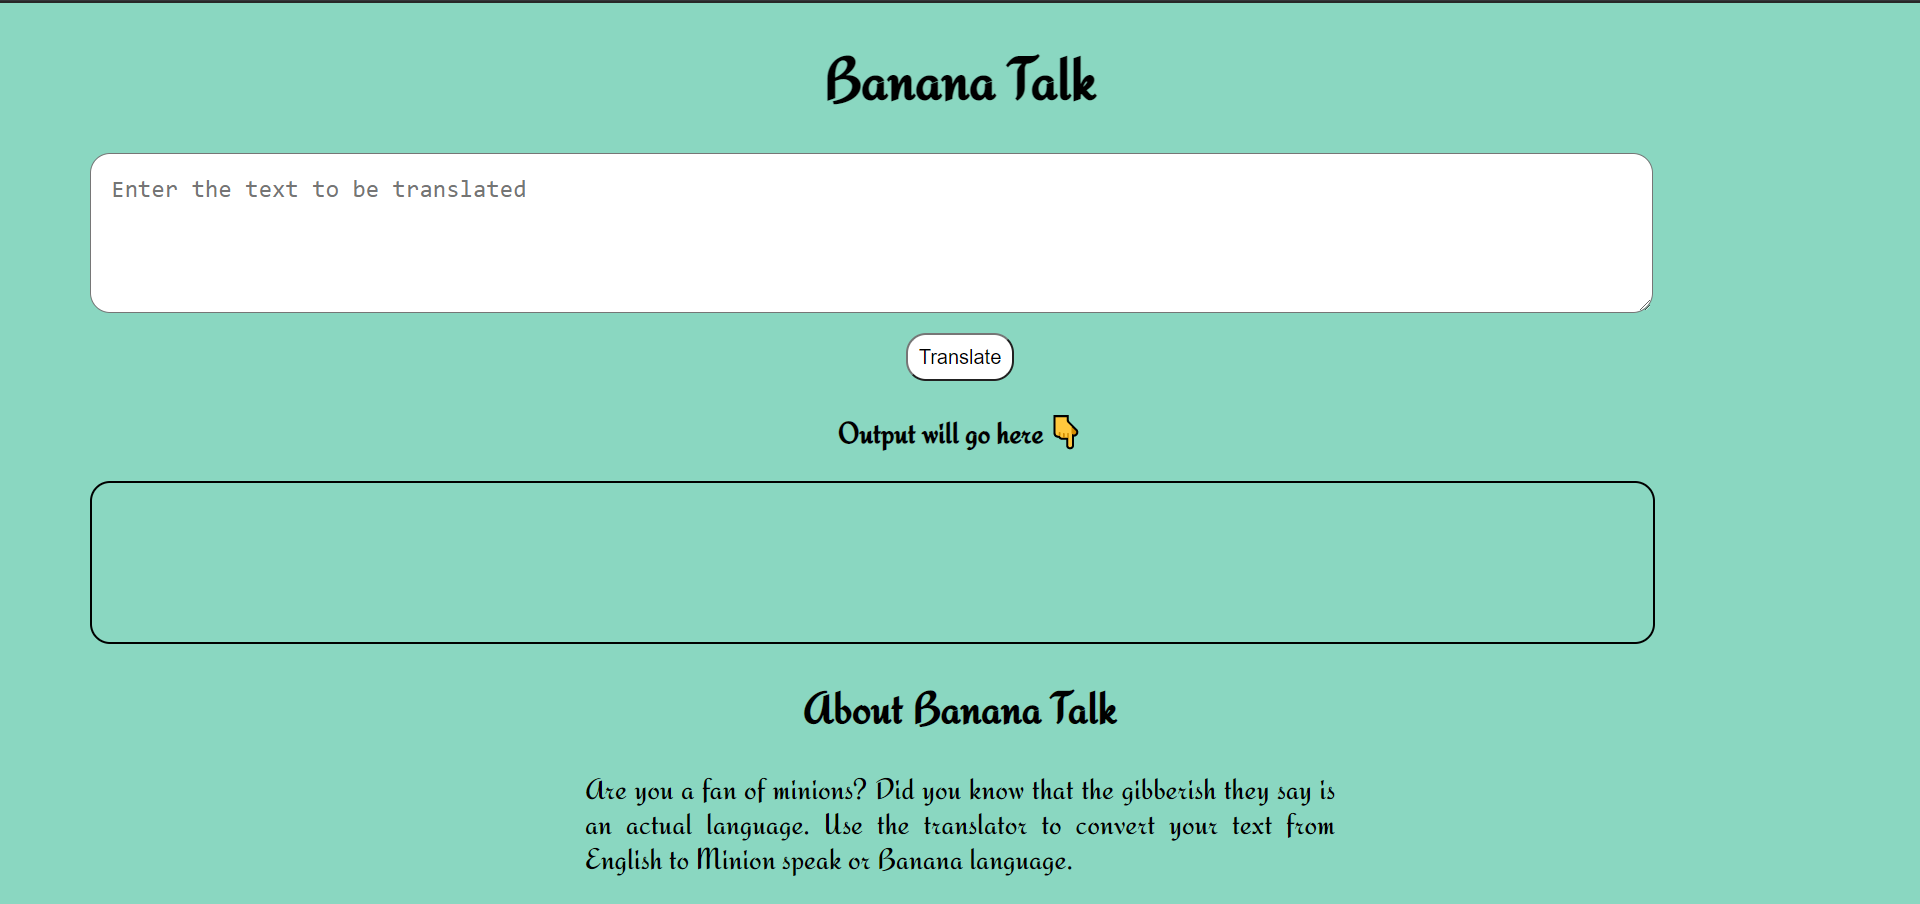 Banana Talk
Enter the text to be translated
Translate
Output will go here 👇
About Banana Talk
Are you a fan of minions? Did you know that the gibberish they say is
an actual language. Use the translator to convert your text from
English to Minion speak or Banana language.